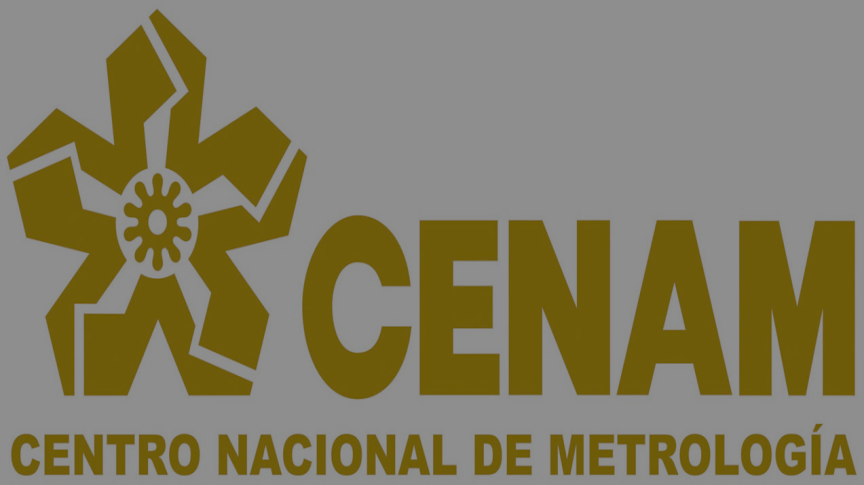 CENAM
CENTRO NACIONAL DE METROLOGÍA